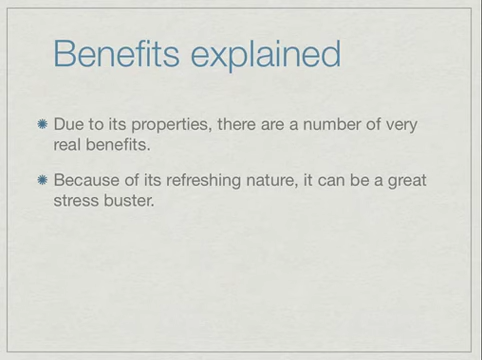 Benefits explained
Due to its properties, there are a number of very
real benefits.
Because of its refreshing nature, it can be a great
stress buster.